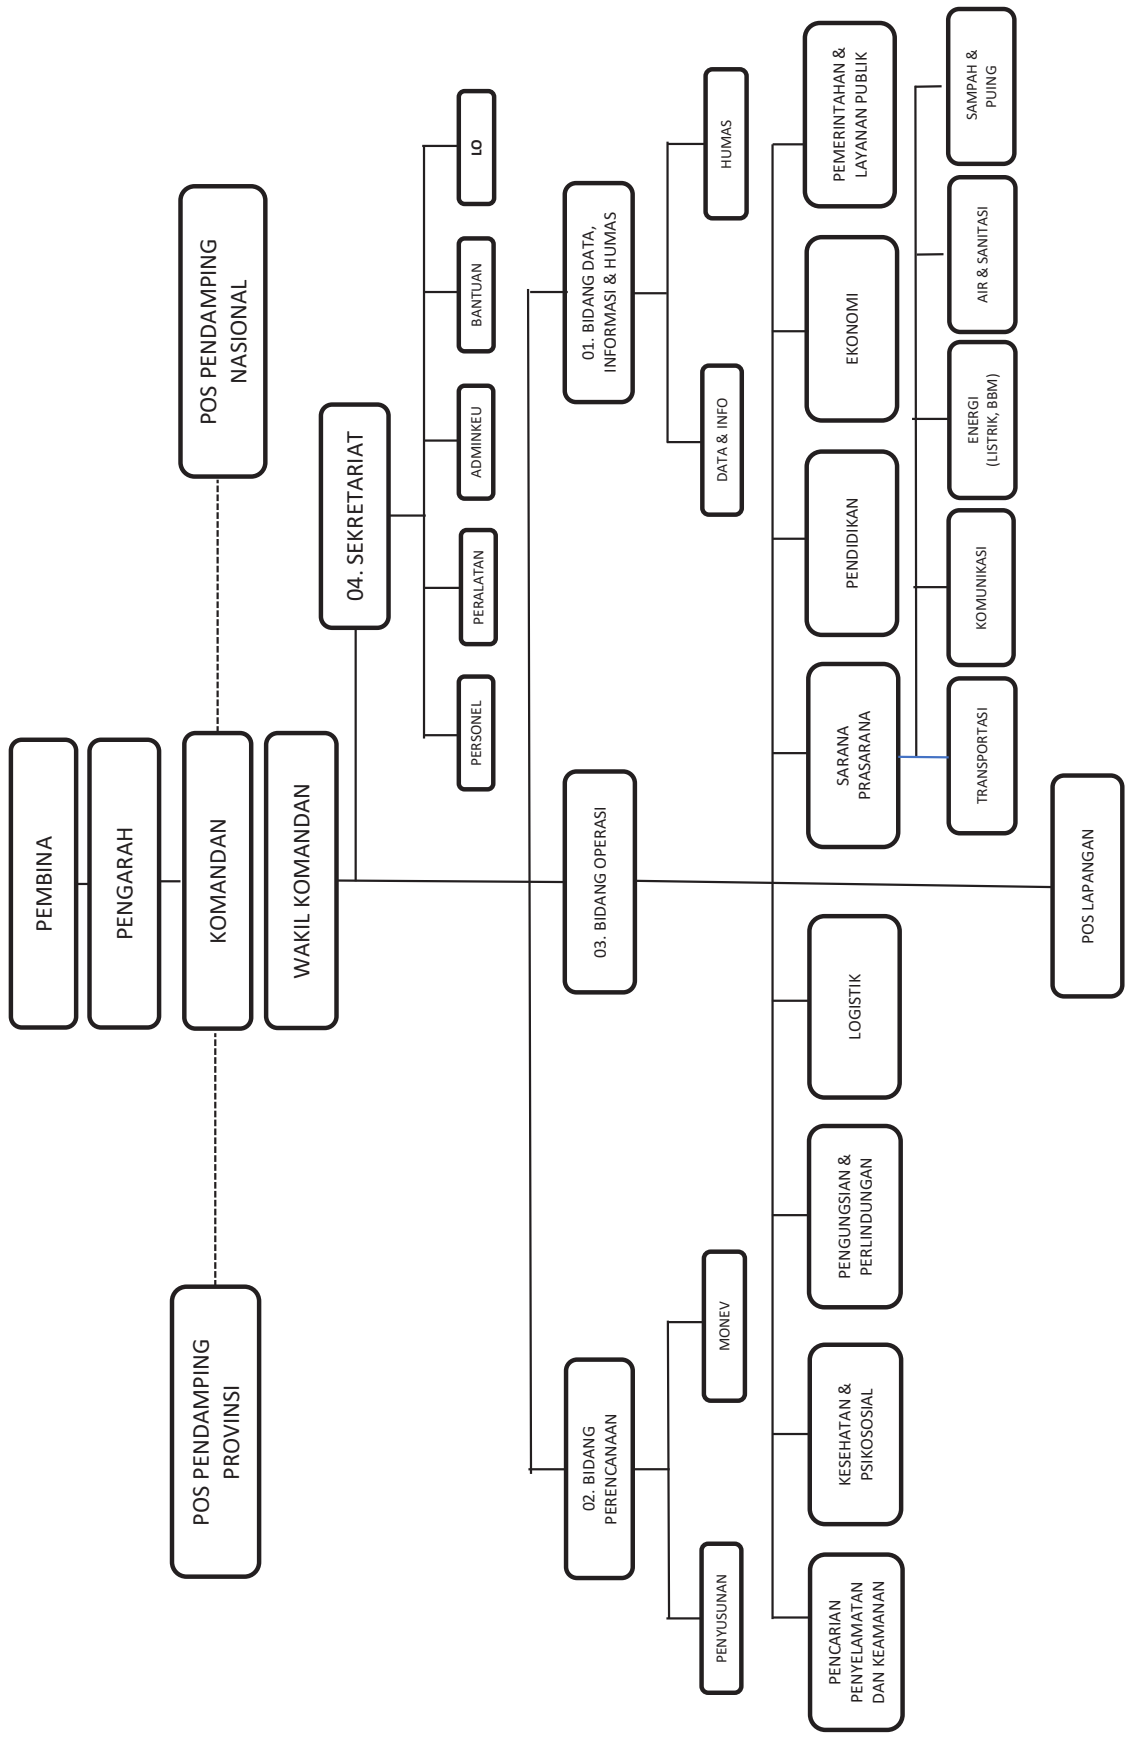 PEMBINA
PENGARAH
POS PENDAMPING
PROVINSI
KOMANDAN
POS PENDAMPING
NASIONAL
WAKIL KOMANDAN
04. SEKRETARIAT
PERSONEL
PERALATAN
ADMINKEU
BANTUAN
LO
02. BIDANG
PERENCANAAN
03. BIDANG OPERASI
01. BIDANG DATA,
INFORMASI & HUMAS
PENYUSUNAN
MONEV
DATA & INFO
HUMAS
PENCARIAN
PENYELAMATAN
DAN KEAMANAN
KESEHATAN &
PSIKOSOSIAL
PENGUNGSIAN &
PERLINDUNGAN
LOGISTIK
SARANA
PRASARANA
PENDIDIKAN
EKONOMI
PEMERINTAHAN &
LAYANAN PUBLIK
TRANSPORTASI
KOMUNIKASI
ENERGI
(LISTRIK, BBM)
AIR & SANITASI
SAMPAH &
PUING
POS LAPANGAN